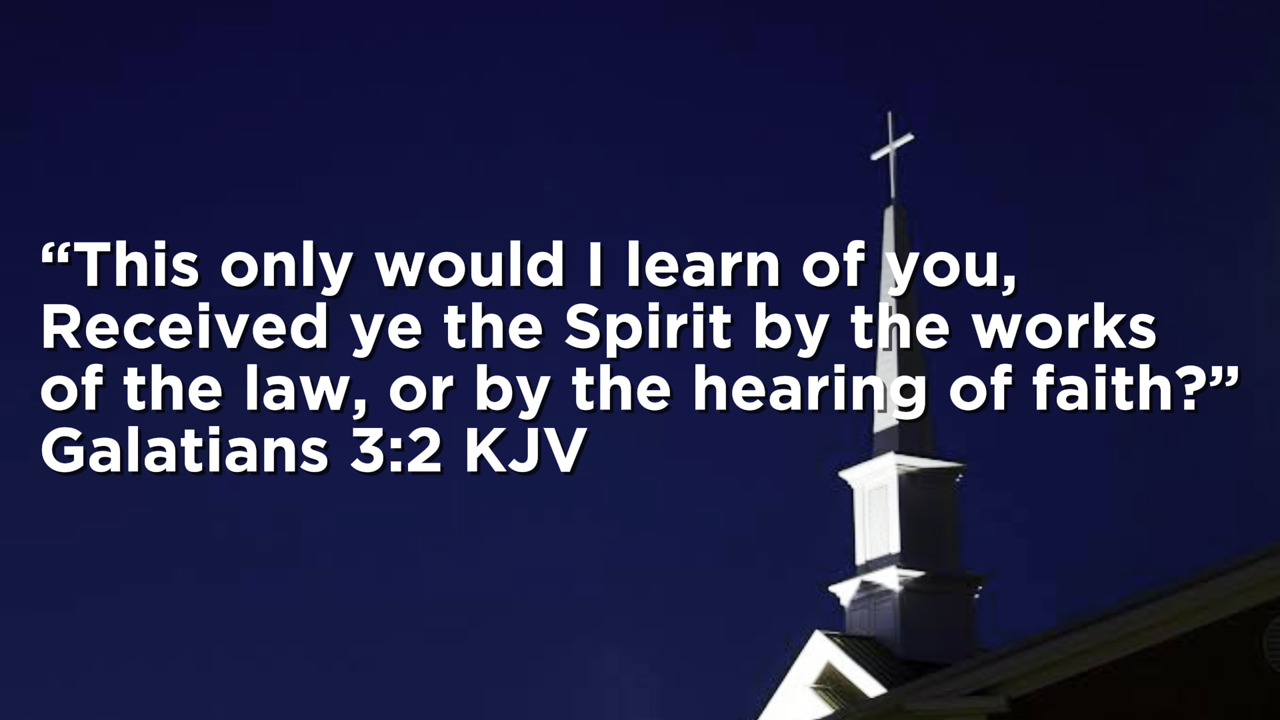 “This only would I learn of you,
Received ye the Spirit by the works
of the law, or by the hearing of faith?”
Galatians 3:2 KJV